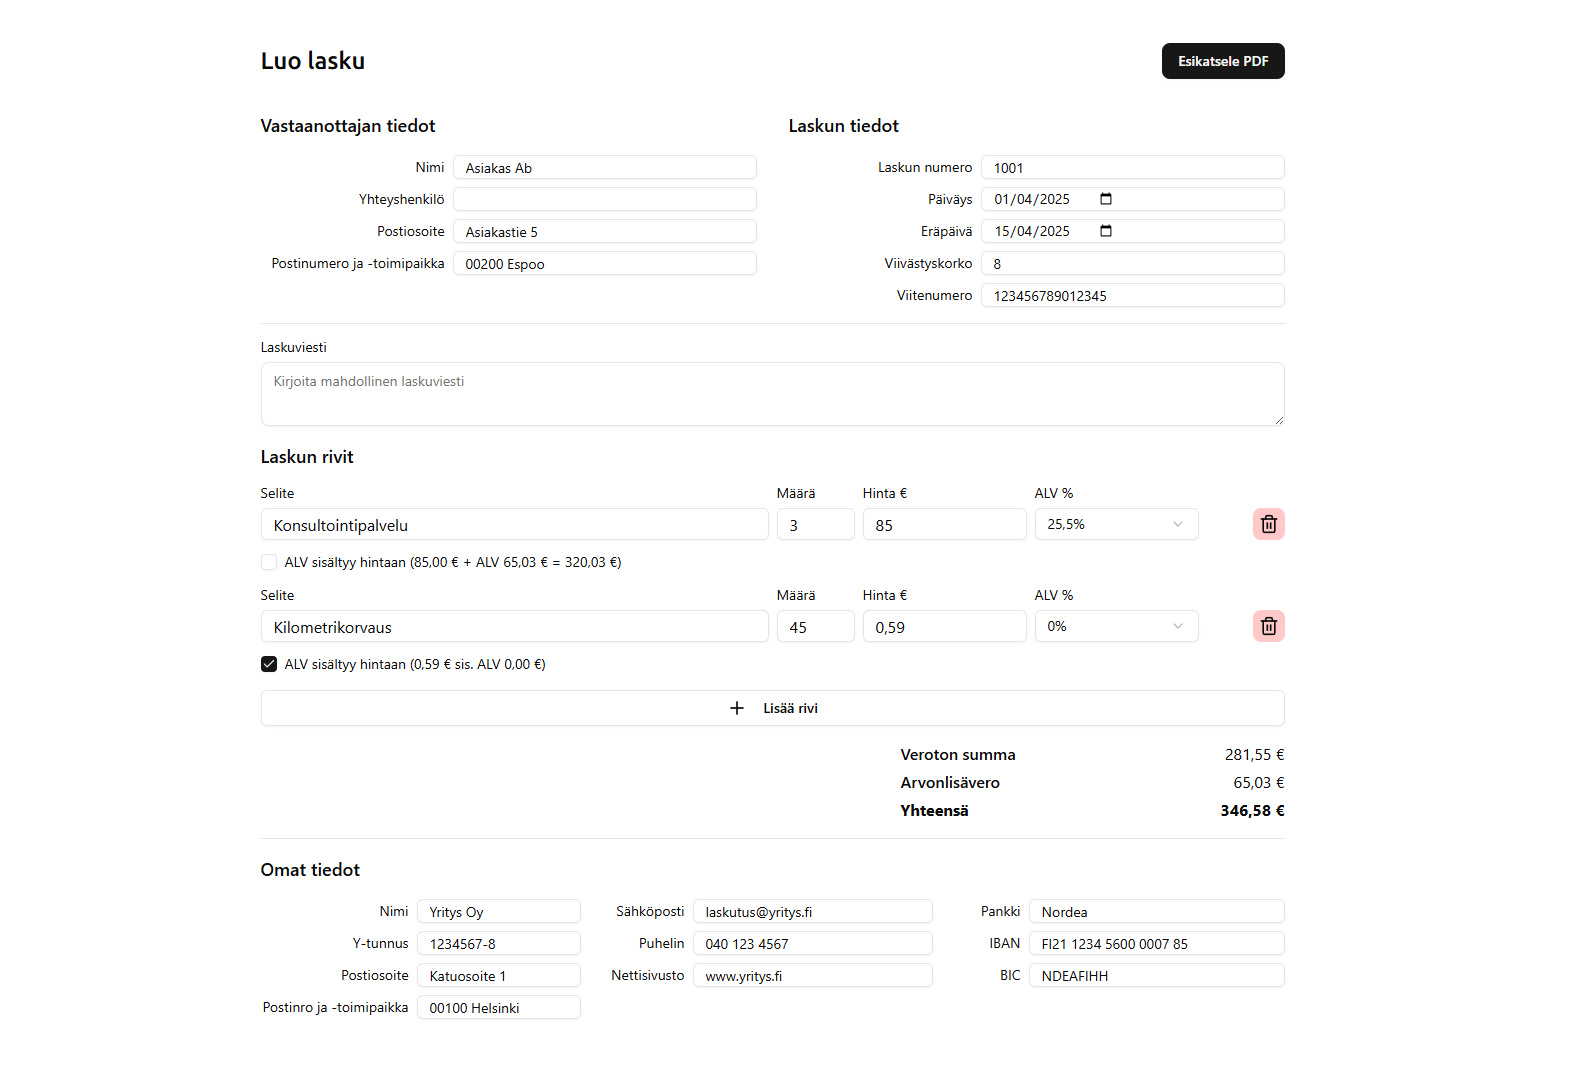 Luo lasku
Esikatsele PDF
Vastaanottajan tiedot
Nimi Asiakas Ab
Yhteyshenkilö
Postiosoite Asiakastie 5
Postinumero ja -toimipaikka 00200 Espoo
Laskun tiedot
Laskun numero 1001
Päiväys 01/04/2025
Eräpäivä 15/04/2025
Viivästyskorko 8
Viitenumero 123456789012345
Laskuviesti
Kirjoita mahdollinen laskuviesti
Laskun rivit
Selite Määrä Hinta € ALV %
Konsultointipalvelu 3 85 25,5%
ALV sisältyy hintaan (85,00 € + ALV 65,03 € = 320,03 €)
Selite Määrä Hinta € ALV %
Kilometrikorvaus 45 0,59 0%
ALV sisältyy hintaan (0,59 € sis. ALV 0,00 €)
Lisää rivi
Veroton summa 281,55 €
Arvonlisävero 65,03 €
Yhteensä 346,58 €
Omat tiedot
Nimi Yritys Oy
Y-tunnus 1234567-8
Postiosoite Katuosoite 1
Postinro ja -toimipaikka 00100 Helsinki
Sähköposti laskutus@yritys.fi
Puhelin 040 123 4567
Nettisivusto www.yritys.fi
Pankki Nordea
IBAN FI21 1234 5600 0007 85
BIC NDEAFIHH